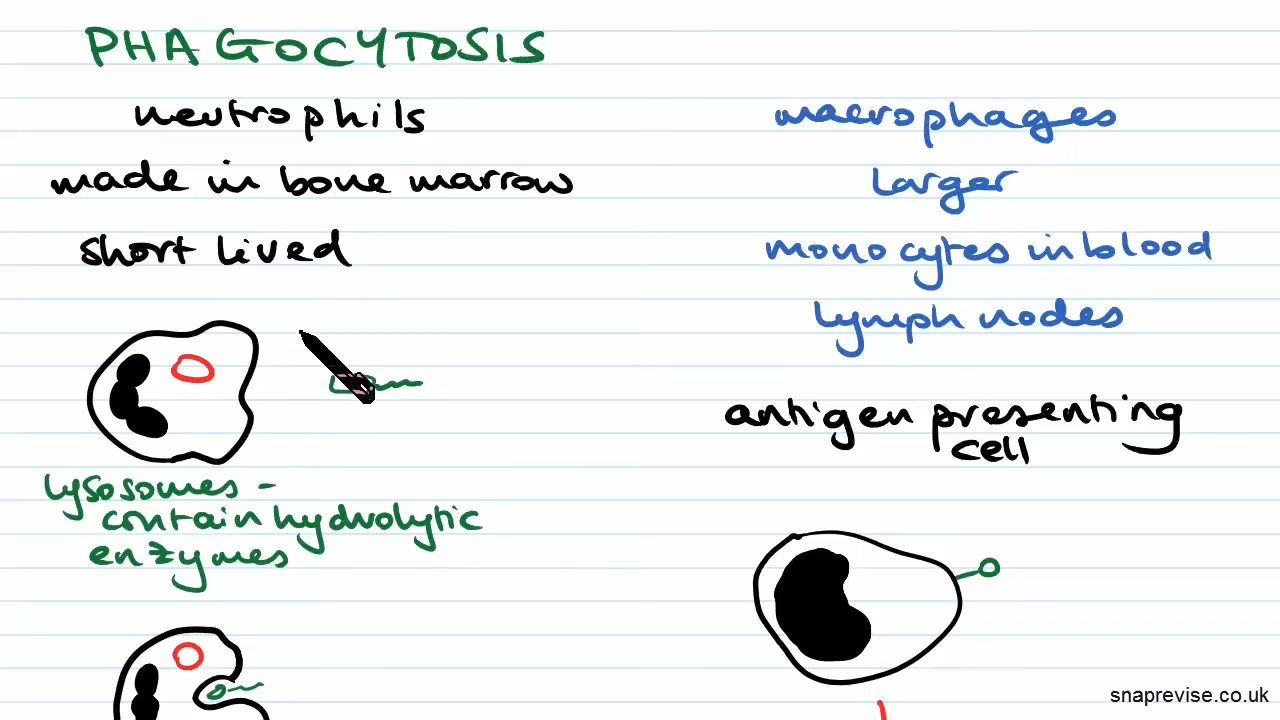 PHAGOCYTOSIS
neutrophils
made in bone marrow
short lived
lysosomes -
contain hydrolytic
enzymes
macrophages
larger
monocytes in blood
lymph nodes
antigen presenting
cell
snaprevise.co.uk